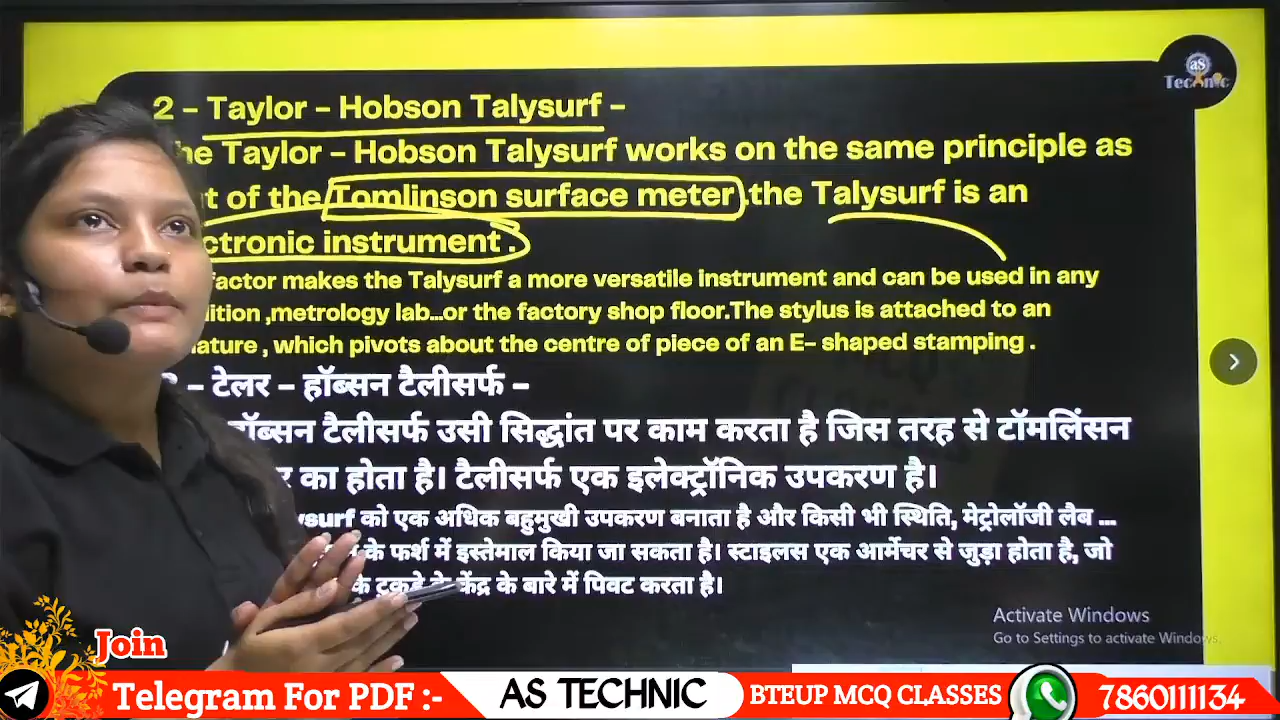 as
Technic
2 – Taylor – Hobson Talysurf –
he Taylor – Hobson Talysurf works on the same principle as
t of the Tomlinson surface meter .the Talysurf is an
ctronic instrument .
factor makes the Talysurf a more versatile instrument and can be used in any
ition ,metrology lab...or the factory shop floor.The stylus is attached to an
ature , which pivots about the centre of piece of an E- shaped stamping .
– टेलर – हॉब्सन टैलीसर्फ –
हॉब्सन टैलीसर्फ उसी सिद्धांत पर काम करता है जिस तरह से टॉमलिंसन
र का होता है। टैलीसर्फ एक इलेक्ट्रॉनिक उपकरण है।
ysurf को एक अधिक बहुमुखी उपकरण बनाता है और किसी भी स्थिति, मेट्रोलॉजी लैब ...
के फर्श में इस्तेमाल किया जा सकता है। स्टाइलस एक आर्मेचर से जुड़ा होता है, जो
के टुकड़े के केंद्र के बारे में पिवट करता है।
Activate Windows
Go to Settings to activate Windows.
Join
Telegram For PDF :- AS TECHNIC BTEUP MCQ CLASSES 7860111134